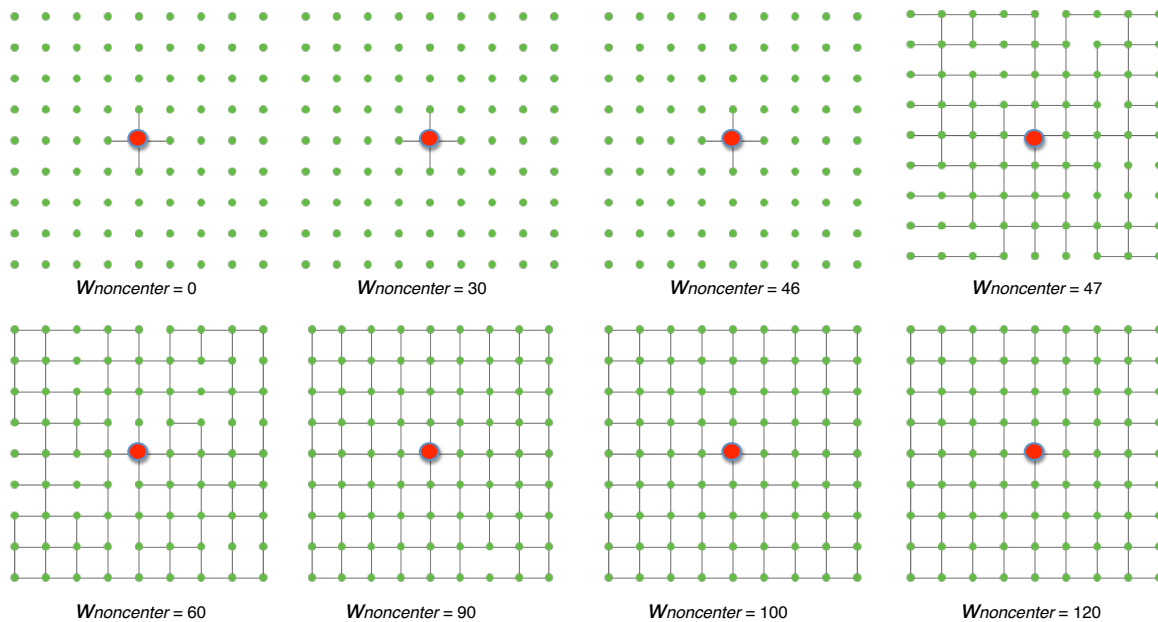 Wnoncenter = 0
Wnoncenter = 30
Wnoncenter = 46
Wnoncenter = 47
Wnoncenter = 60
Wnoncenter = 90
Wnoncenter = 100
Wnoncenter = 120